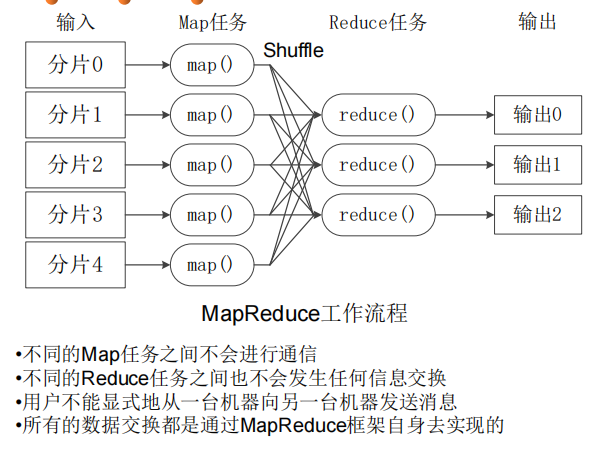 输入 Map任务 Reduce任务 输出
Shuffle
分片0 map()
分片1 map() reduce() 输出0
分片2 map() reduce() 输出1
分片3 map() reduce() 输出2
分片4 map()
MapReduce工作流程
•不同的Map任务之间不会进行通信
•不同的Reduce任务之间也不会发生任何信息交换
•用户不能显式地从一台机器向另一台机器发送消息
•所有的数据交换都是通过MapReduce框架自身去实现的